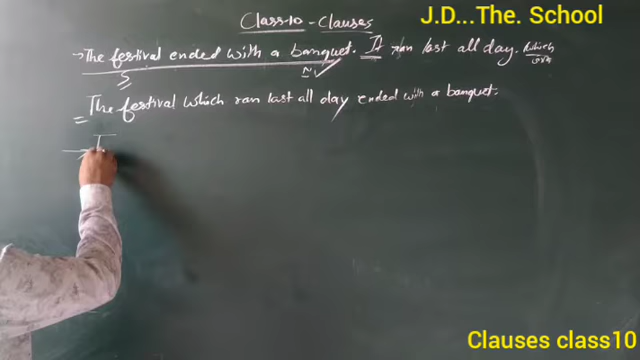 J.D...The. School
Class-10 - Clauses
→ The festival ended with a banquet. It ran last all day. (which
= The festival which ran last all day ended with a banquet.
Clauses class10